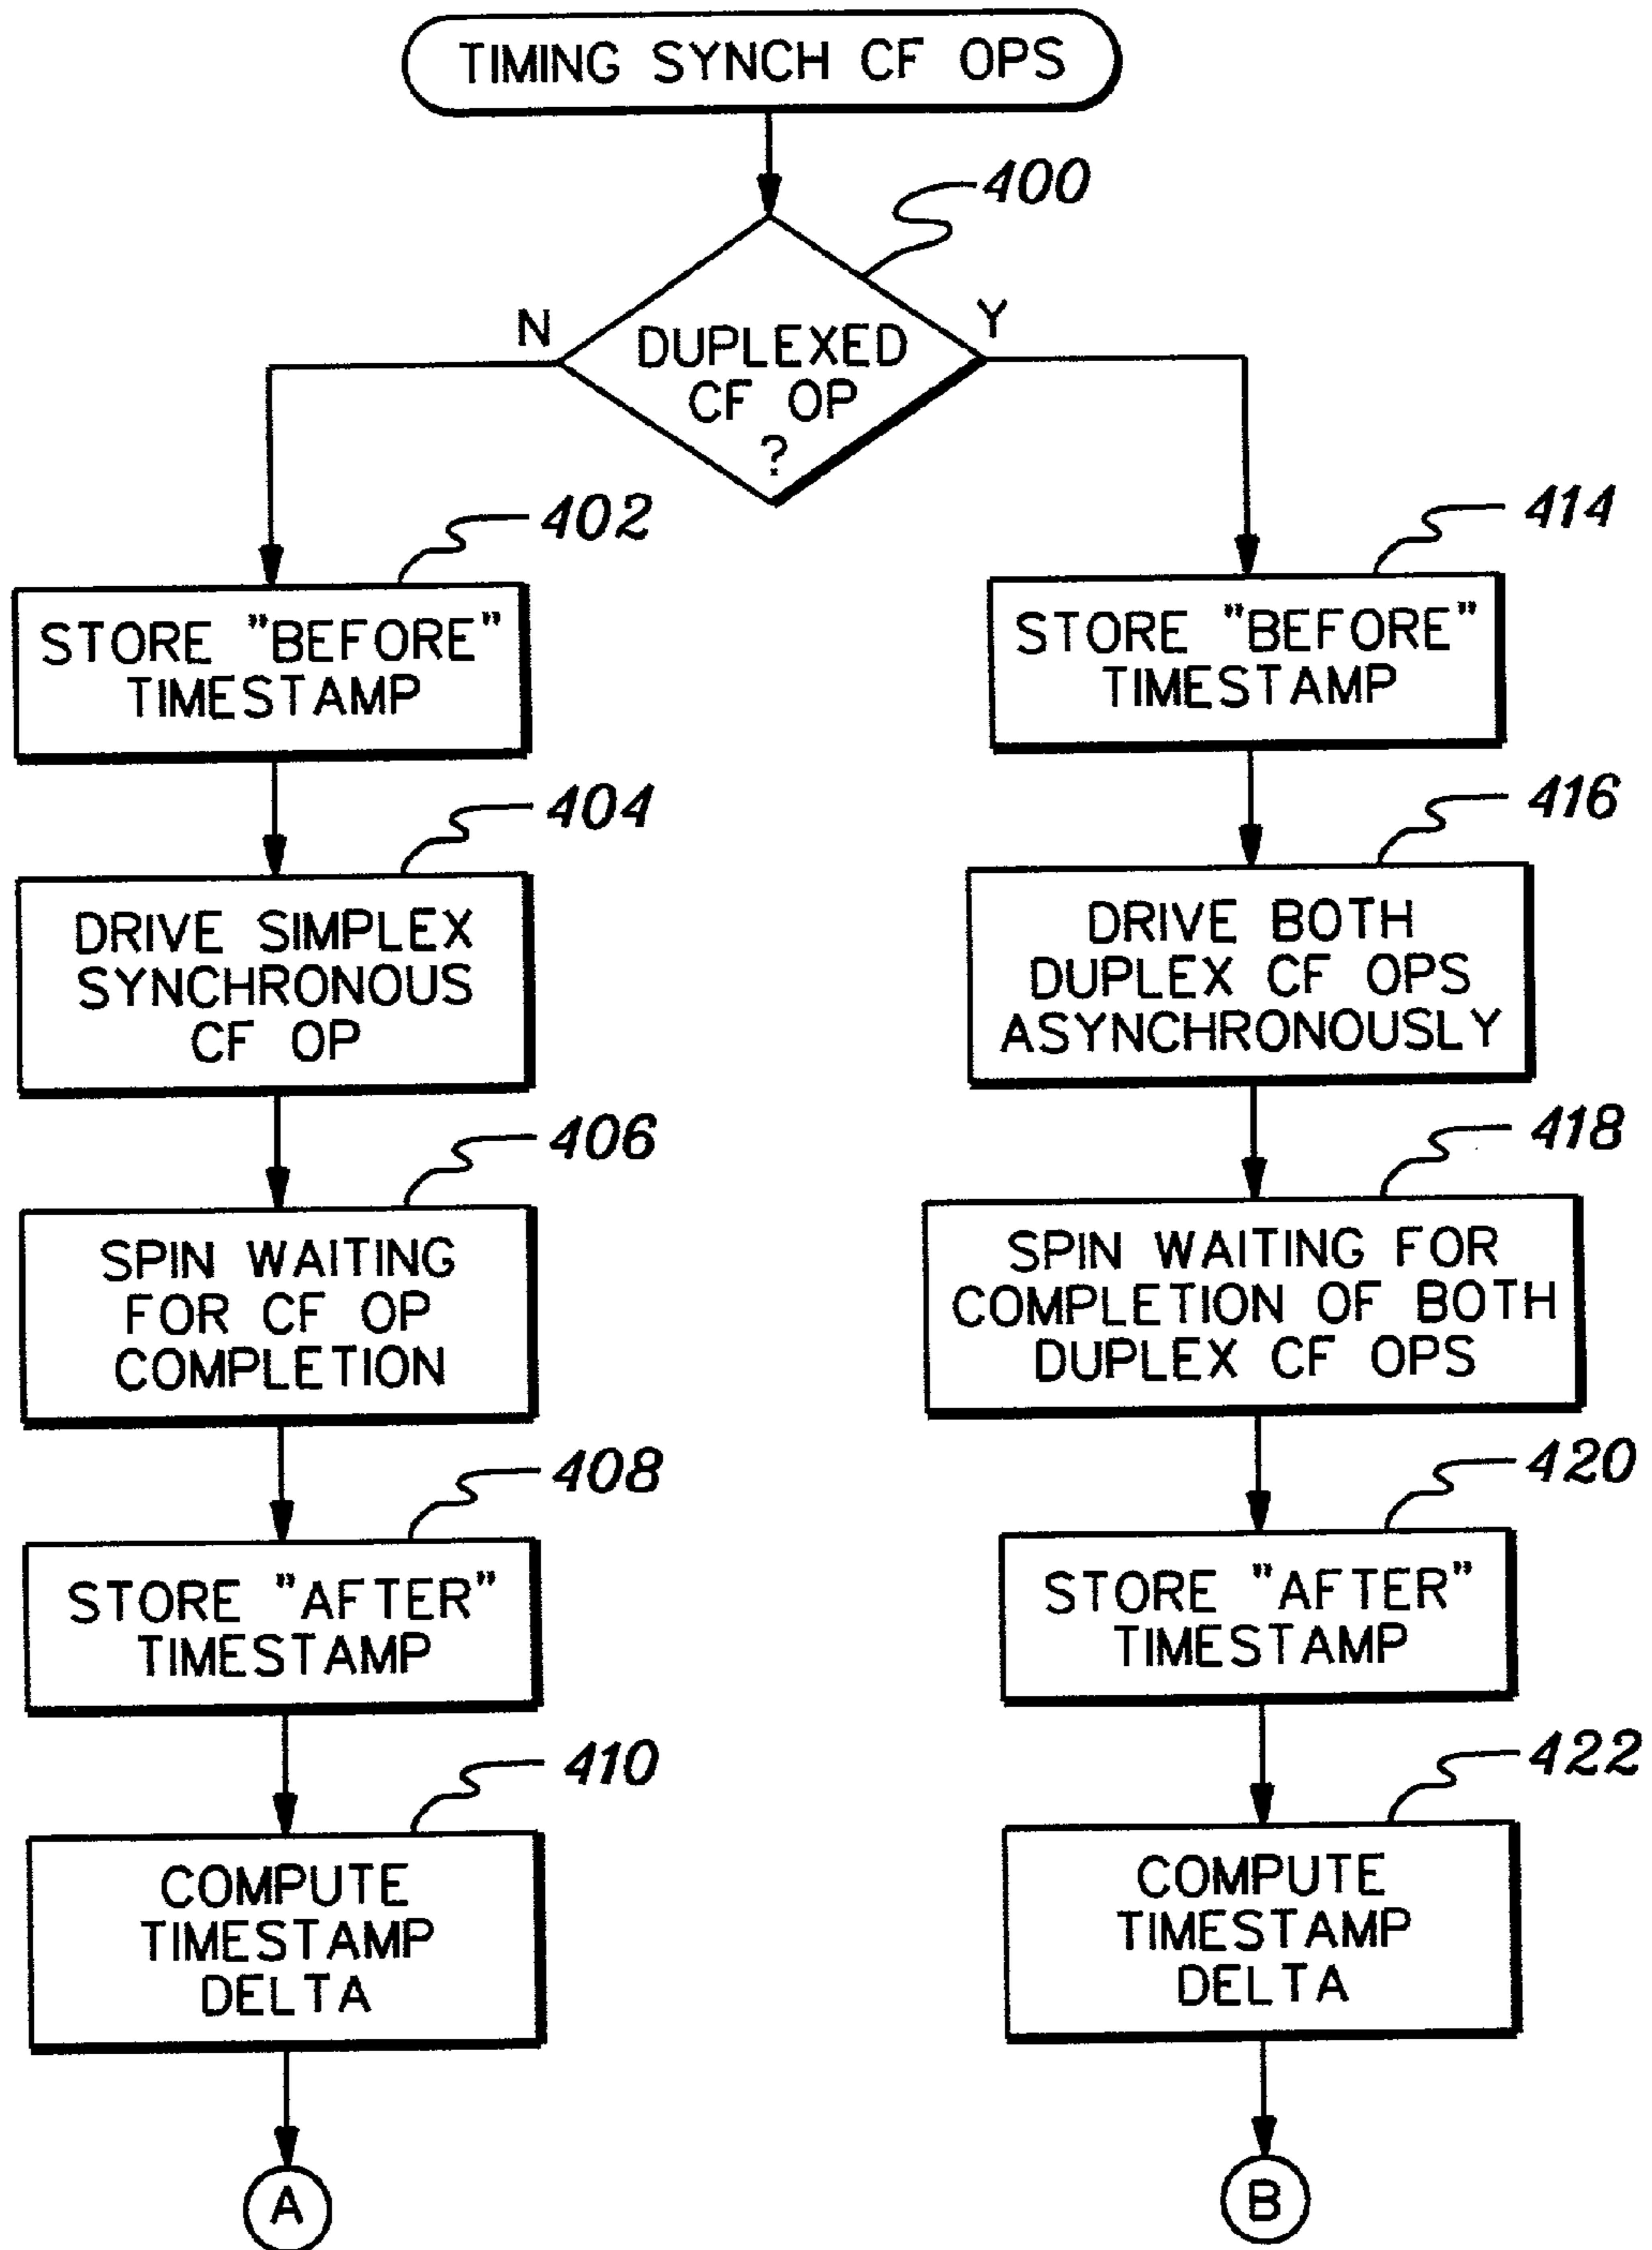 TIMING SYNCH CF OPS
400
N
Y
DUPLEXED
CF OP
?
402
STORE "BEFORE"
TIMESTAMP
404
DRIVE SIMPLEX
SYNCHRONOUS
CF OP
406
SPIN WAITING
FOR CF OP
COMPLETION
408
STORE "AFTER"
TIMESTAMP
410
COMPUTE
TIMESTAMP
DELTA
A
414
STORE "BEFORE"
TIMESTAMP
416
DRIVE BOTH
DUPLEX CF OPS
ASYNCHRONOUSLY
418
SPIN WAITING FOR
COMPLETION OF BOTH
DUPLEX CF OPS
420
STORE "AFTER"
TIMESTAMP
422
COMPUTE
TIMESTAMP
DELTA
B